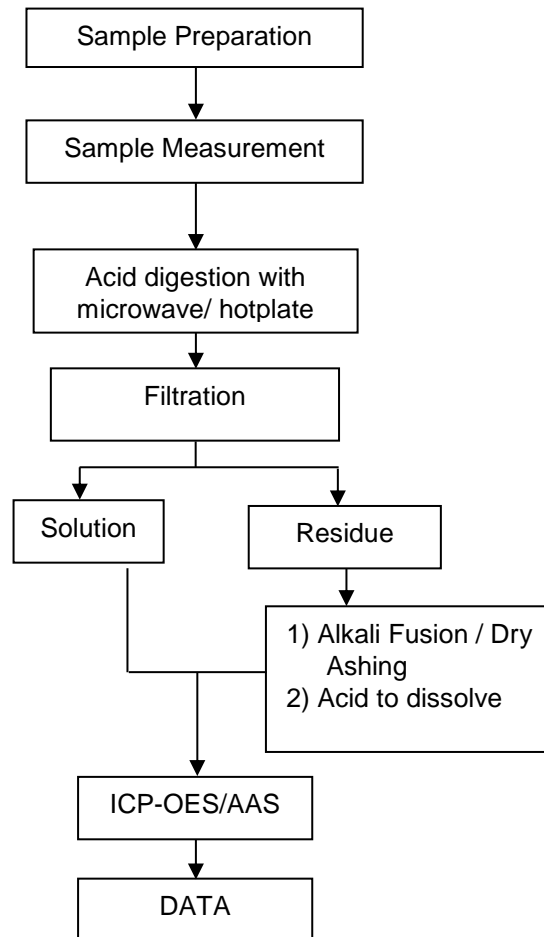 Sample Preparation
Sample Measurement
Acid digestion with
microwave/ hotplate
Filtration
Solution
Residue
1) Alkali Fusion / Dry
Ashing
2) Acid to dissolve
ICP-OES/AAS
DATA